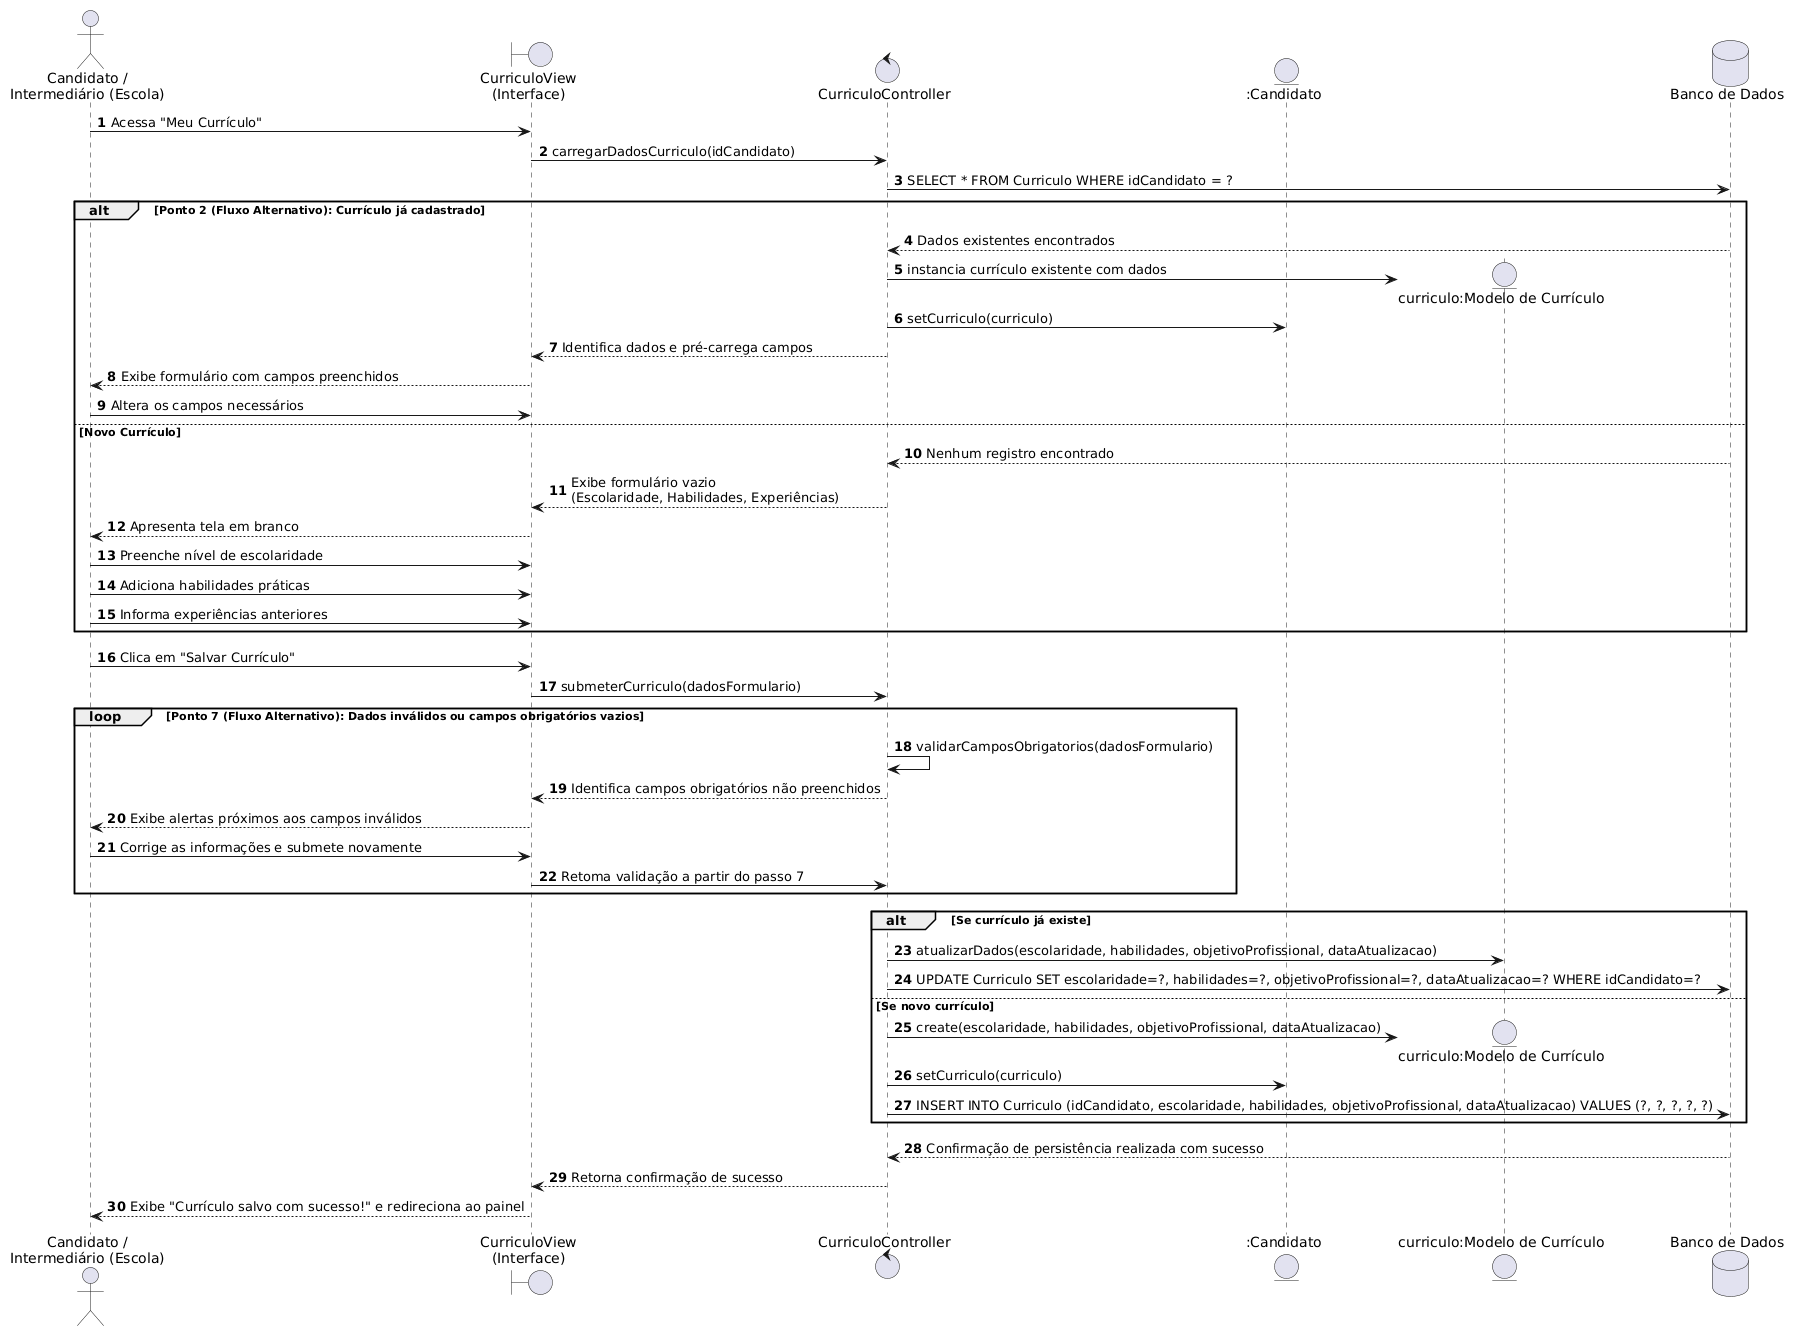 Candidato /
Intermediário (Escola)
CurriculoView
(Interface)
CurriculoController
:Candidato
Banco de Dados
1 Acessa "Meu Currículo"
2 carregarDadosCurriculo(idCandidato)
3 SELECT * FROM Curriculo WHERE idCandidato = ?
alt [Ponto 2 (Fluxo Alternativo): Currículo já cadastrado]
4 Dados existentes encontrados
5 instancia currículo existente com dados
curriculo:Modelo de Currículo
6 setCurriculo(curriculo)
7 Identifica dados e pré-carrega campos
8 Exibe formulário com campos preenchidos
9 Altera os campos necessários
[Novo Currículo]
10 Nenhum registro encontrado
11 Exibe formulário vazio
(Escolaridade, Habilidades, Experiências)
12 Apresenta tela em branco
13 Preenche nível de escolaridade
14 Adiciona habilidades práticas
15 Informa experiências anteriores
16 Clica em "Salvar Currículo"
17 submeterCurriculo(dadosFormulario)
loop [Ponto 7 (Fluxo Alternativo): Dados inválidos ou campos obrigatórios vazios]
18 validarCamposObrigatorios(dadosFormulario)
19 Identifica campos obrigatórios não preenchidos
20 Exibe alertas próximos aos campos inválidos
21 Corrige as informações e submete novamente
22 Retoma validação a partir do passo 7
alt [Se currículo já existe]
23 atualizarDados(escolaridade, habilidades, objetivoProfissional, dataAtualizacao)
24 UPDATE Curriculo SET escolaridade=?, habilidades=?, objetivoProfissional=?, dataAtualizacao=? WHERE idCandidato=?
[Se novo currículo]
25 create(escolaridade, habilidades, objetivoProfissional, dataAtualizacao)
curriculo:Modelo de Currículo
26 setCurriculo(curriculo)
27 INSERT INTO Curriculo (idCandidato, escolaridade, habilidades, objetivoProfissional, dataAtualizacao) VALUES (?, ?, ?, ?, ?)
28 Confirmação de persistência realizada com sucesso
29 Retorna confirmação de sucesso
30 Exibe "Currículo salvo com sucesso!" e redireciona ao painel
Candidato /
Intermediário (Escola)
CurriculoView
(Interface)
CurriculoController
:Candidato
curriculo:Modelo de Currículo
Banco de Dados